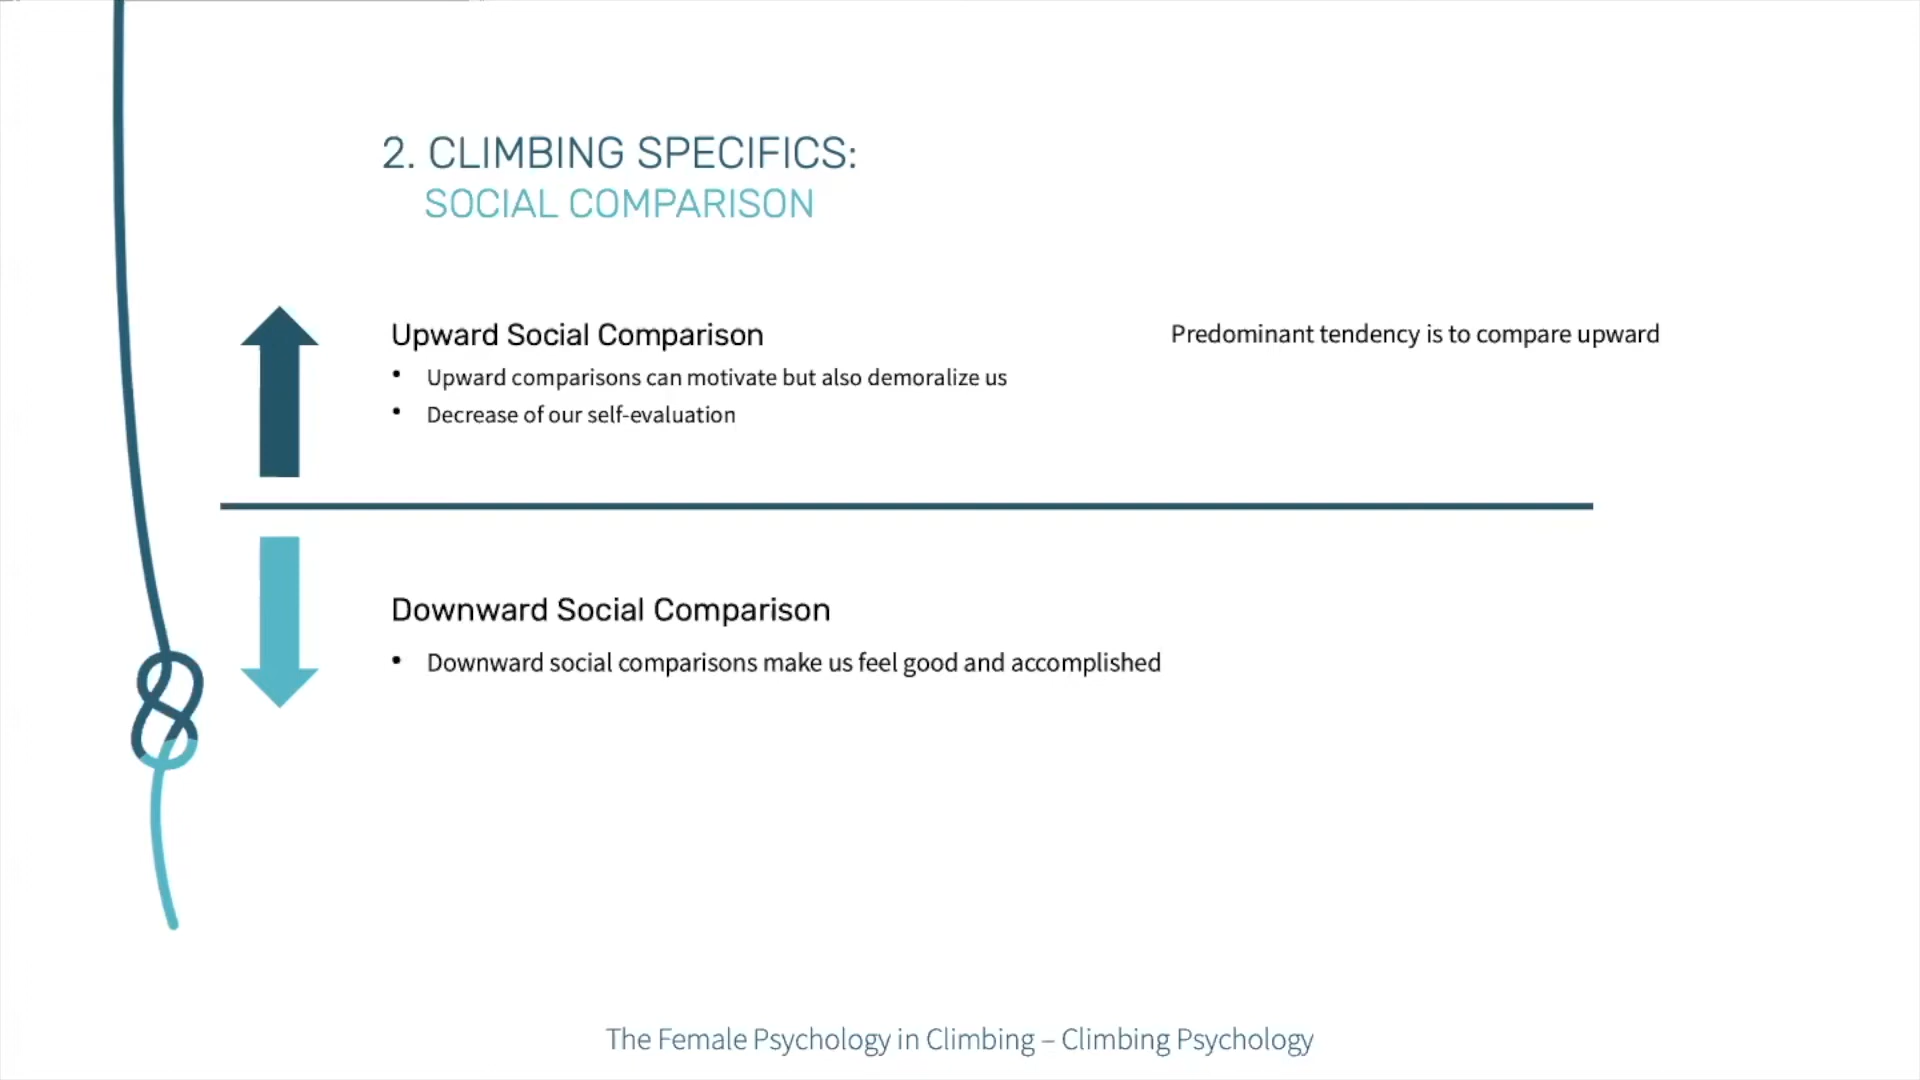 2. CLIMBING SPECIFICS:
SOCIAL COMPARISON
Upward Social Comparison
• Upward comparisons can motivate but also demoralize us
• Decrease of our self-evaluation
Predominant tendency is to compare upward
Downward Social Comparison
• Downward social comparisons make us feel good and accomplished
The Female Psychology in Climbing – Climbing Psychology